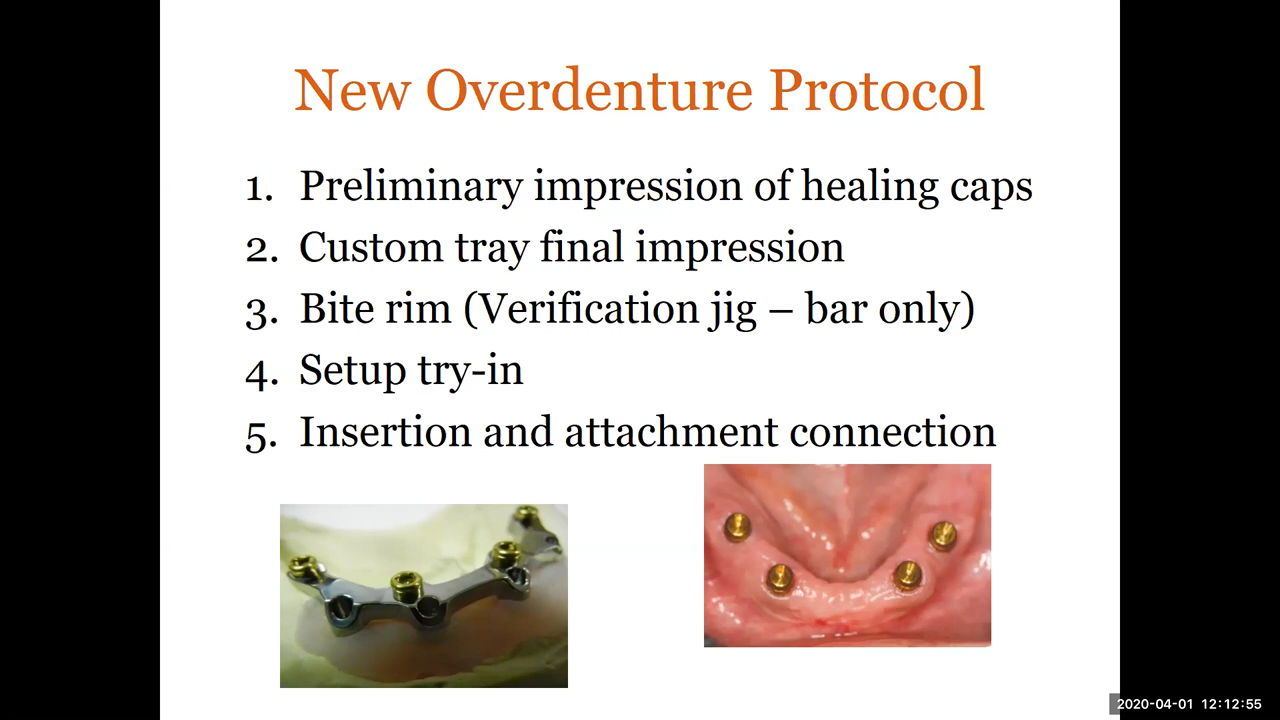 New Overdenture Protocol
1. Preliminary impression of healing caps
2. Custom tray final impression
3. Bite rim (Verification jig – bar only)
4. Setup try-in
5. Insertion and attachment connection
2020-04-01 12:12:55